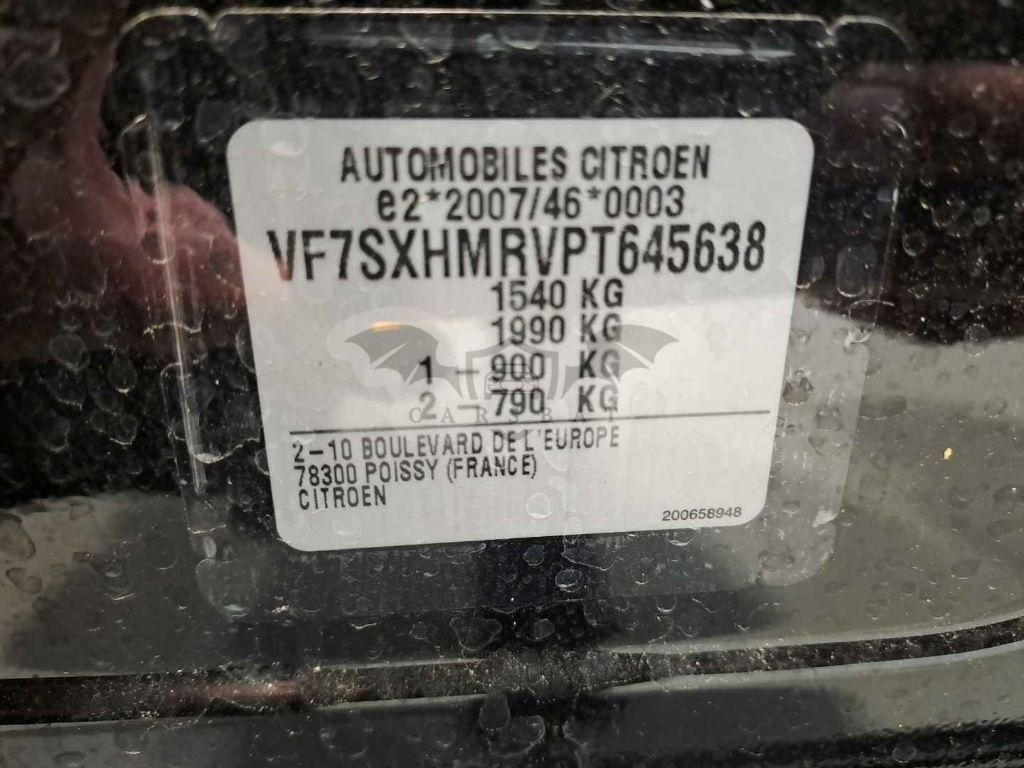 AUTOMOBILES CITROEN
e2*2007/46*0003
VF7SXHMRVPT645638
1540 KG
1990 KG
1 - 900 KG
2 - 790 KG
CARSBAT
2-10 BOULEVARD DE L'EUROPE
78300 POISSY (FRANCE)
CITROEN
200658948